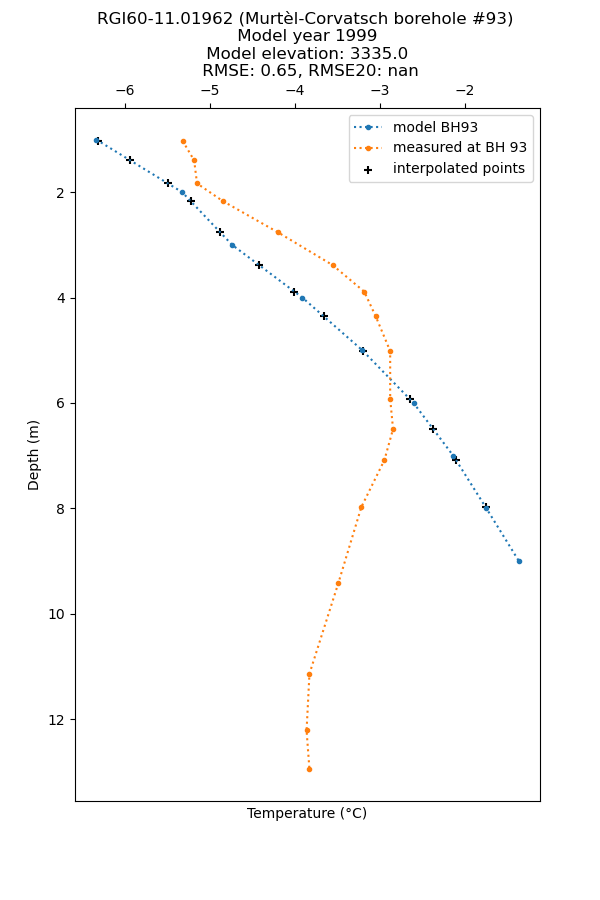 RGI60-11.01962 (Murtèl-Corvatsch borehole #93)
Model year 1999
Model elevation: 3335.0
RMSE: 0.65, RMSE20: nan
−6 −5 −4 −3 −2
model BH93
measured at BH 93
interpolated points
2
4
6
8
10
12
Depth (m)
Temperature (°C)